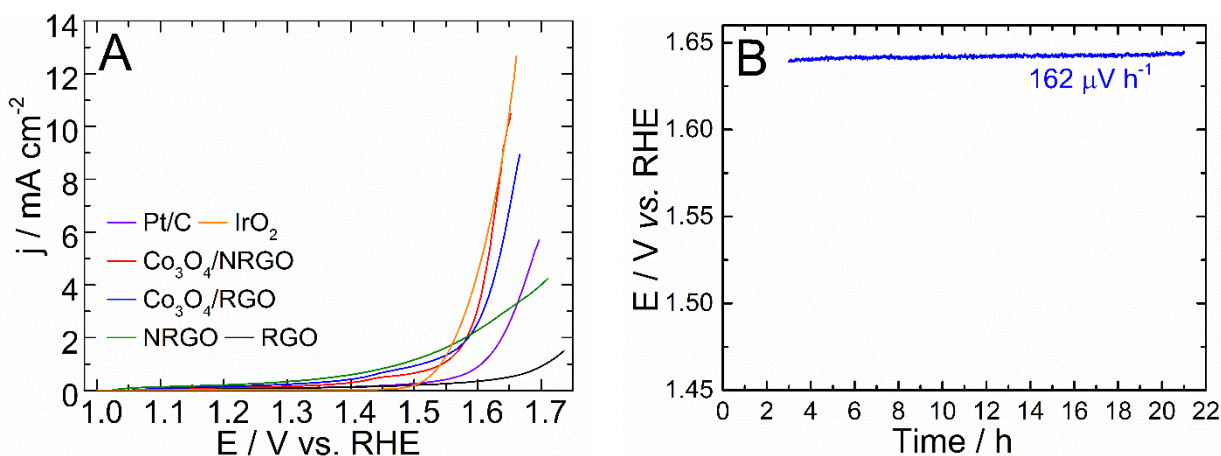 A
14
12
10
8
6
4
2
0
j / mA cm⁻²
Pt/C IrO₂
Co₃O₄/NRGO
Co₃O₄/RGO
NRGO RGO
1.0 1.1 1.2 1.3 1.4 1.5 1.6 1.7
E / V vs. RHE
B
162 μV h⁻¹
1.65
1.60
1.55
1.50
1.45
E / V vs. RHE
0 2 4 6 8 10 12 14 16 18 20 22
Time / h